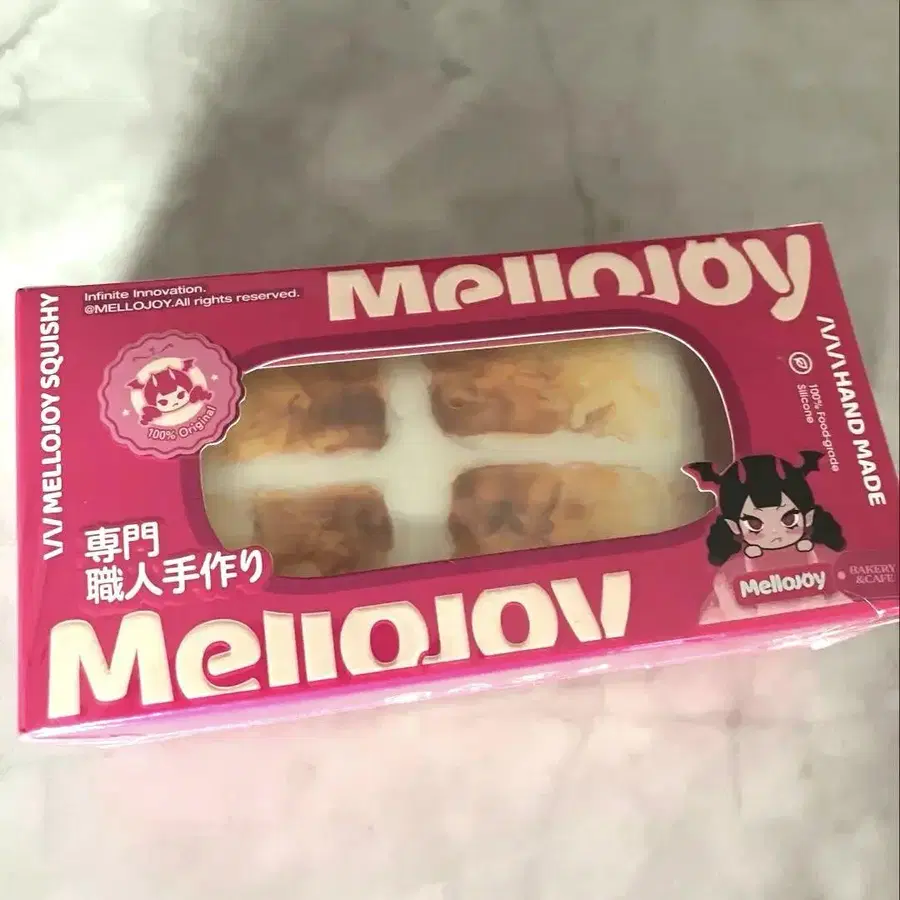 MelloJOy
Infinite Innovation.
@MELLOJOY.All rights reserved.
MELLOJOY SQUISHY
100% Original
HAND MADE
100% Food-grade
Silicone
専門
職人手作り
MelloJOy
MelloJOy
BAKERY
&CAFE